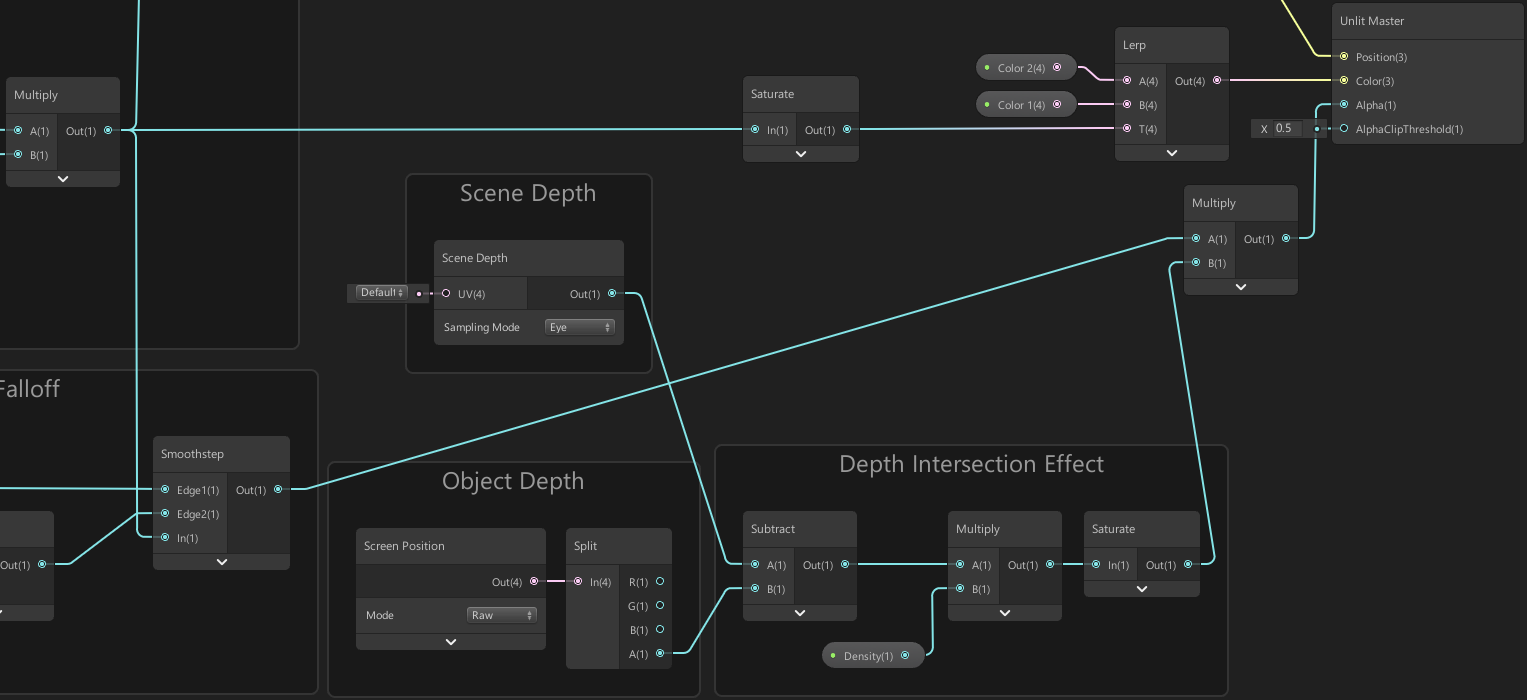 Multiply
A(1) Out(1)
B(1)
Falloff
Smoothstep
Edge1(1) Out(1)
Edge2(1)
In(1)
Out(1)
Scene Depth
Scene Depth
Default
UV(4) Out(1)
Sampling Mode Eye
Object Depth
Screen Position
Out(4)
Mode Raw
Split
In(4) R(1)
G(1)
B(1)
A(1)
Depth Intersection Effect
Subtract
A(1) Out(1)
B(1)
Density(1)
Multiply
A(1) Out(1)
B(1)
Saturate
In(1) Out(1)
Saturate
In(1) Out(1)
Color 2(4)
Color 1(4)
Lerp
A(4) Out(4)
B(4)
T(4)
Multiply
A(1) Out(1)
B(1)
Unlit Master
Position(3)
Color(3)
Alpha(1)
X 0.5 AlphaClipThreshold(1)